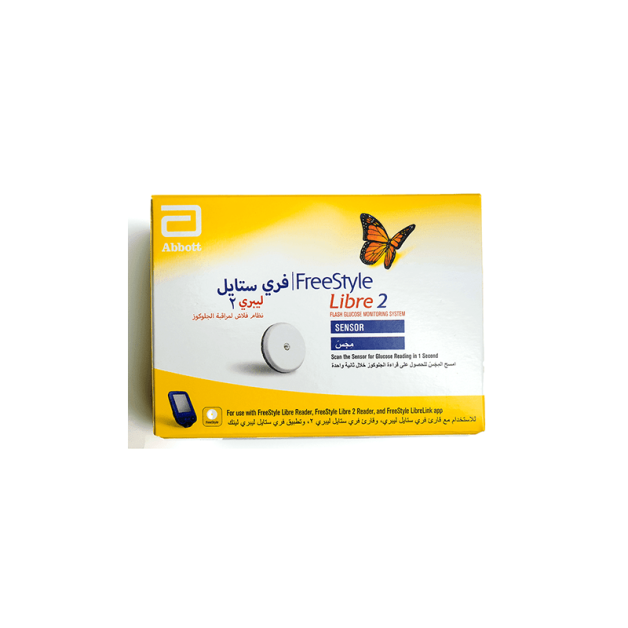 Abbott
فري ستايل | FreeStyle
ليبري ٢
Libre 2
نظام فلاش لمراقبة الجلوكوز
FLASH GLUCOSE MONITORING SYSTEM
SENSOR
مجسّ
Scan the Sensor for Glucose Reading in 1 Second
امسح المجسّ للحصول على قراءة الجلوكوز خلال ثانية واحدة
For use with FreeStyle Libre Reader, FreeStyle Libre 2 Reader, and FreeStyle LibreLink app
للاستخدام مع قارئ فري ستايل ليبري، وقارئ فري ستايل ليبري ٢، وتطبيق فري ستايل ليبري لينك